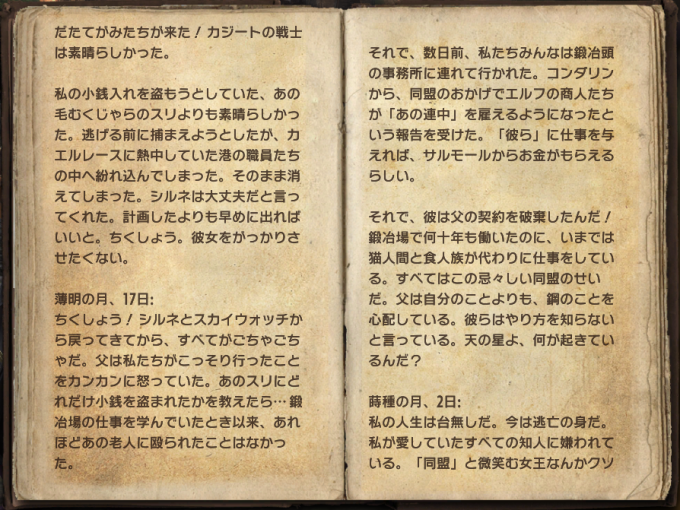 だたてがみたちが来た！カジートの戦士
は素晴らしかった。
私の小銭入れを盗もうとしていた、あの
毛むくじゃらのスリよりも素晴らしかっ
た。逃げる前に捕まえようとしたが、カ
エルレースに熱中していた港の職員たち
の中へ紛れ込んでしまった。そのまま消
えてしまった。シルネは大丈夫だと言っ
てくれた。計画したよりも早めに出れば
いいと。ちくしょう。彼女をがっかりさ
せたくない。
薄明の月、17日:
ちくしょう！シルネとスカイウォッチか
ら戻ってきてから、すべてがごちゃごち
ゃだ。父は私たちがこっそり行ったこと
をカンカンに怒っていた。あのスリにど
れだけ小銭を盗まれたかを教えたら…鍛
冶場の仕事を学んでいたとき以来、あれ
ほどあの老人に殴られたことはなかっ
た。
それで、数日前、私たちみんなは鍛冶頭
の事務所に連れて行かれた。コンダリン
から、同盟のおかげでエルフの商人たち
が「あの連中」を雇えるようになったと
いう報告を受けた。「彼ら」に仕事を与
えれば、サルモールからお金がもらえる
らしい。
それで、彼は父の契約を破棄したんだ！
鍛冶場で何十年も働いたのに、いまでは
猫人間と食人族が代わりに仕事をしてい
る。すべてはこの忌々しい同盟のせい
だ。父は自分のことよりも、鋼のことを
心配している。彼らはやり方を知らない
と言っている。天の星よ、何が起きてい
るんだ？
蒔種の月、2日:
私の人生は台無しだ。今は逃亡の身だ。
私が愛していたすべての知人に嫌われて
いる。「同盟」と微笑む女王なんかクソ